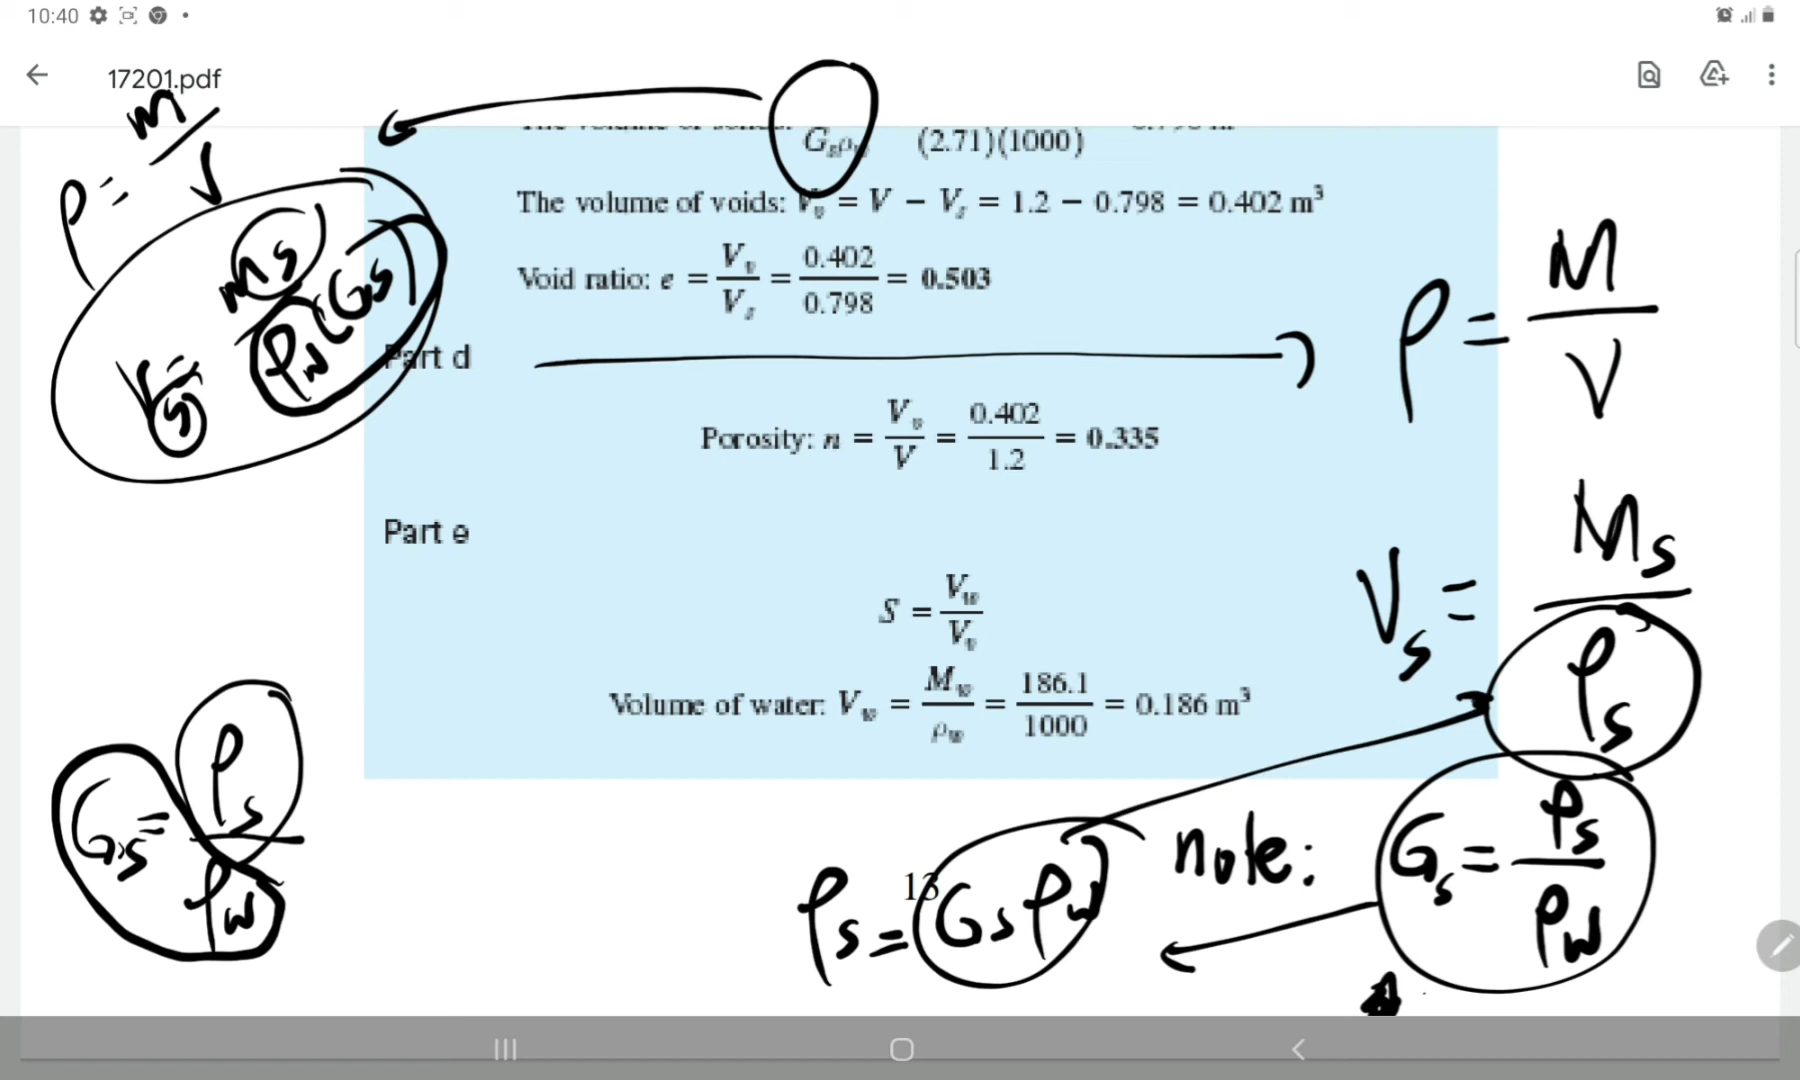 10:40
17201.pdf
Gsρw (2.71)(1000)
ρ = m / V
The volume of voids: Vv = V − Vs = 1.2 − 0.798 = 0.402 m³
Vs = Ms / ρw(Gs)
Void ratio: e = Vv / Vs = 0.402 / 0.798 = 0.503
ρ = M / V
Part d
Porosity: n = Vv / V = 0.402 / 1.2 = 0.335
Part e
Vs = Ms / ρs
S = Vw / Vv
Volume of water: Vw = Mw / ρw = 186.1 / 1000 = 0.186 m³
Gs = ρs / ρw
13
ρs = Gs ρw
note: Gs = ρs / ρw